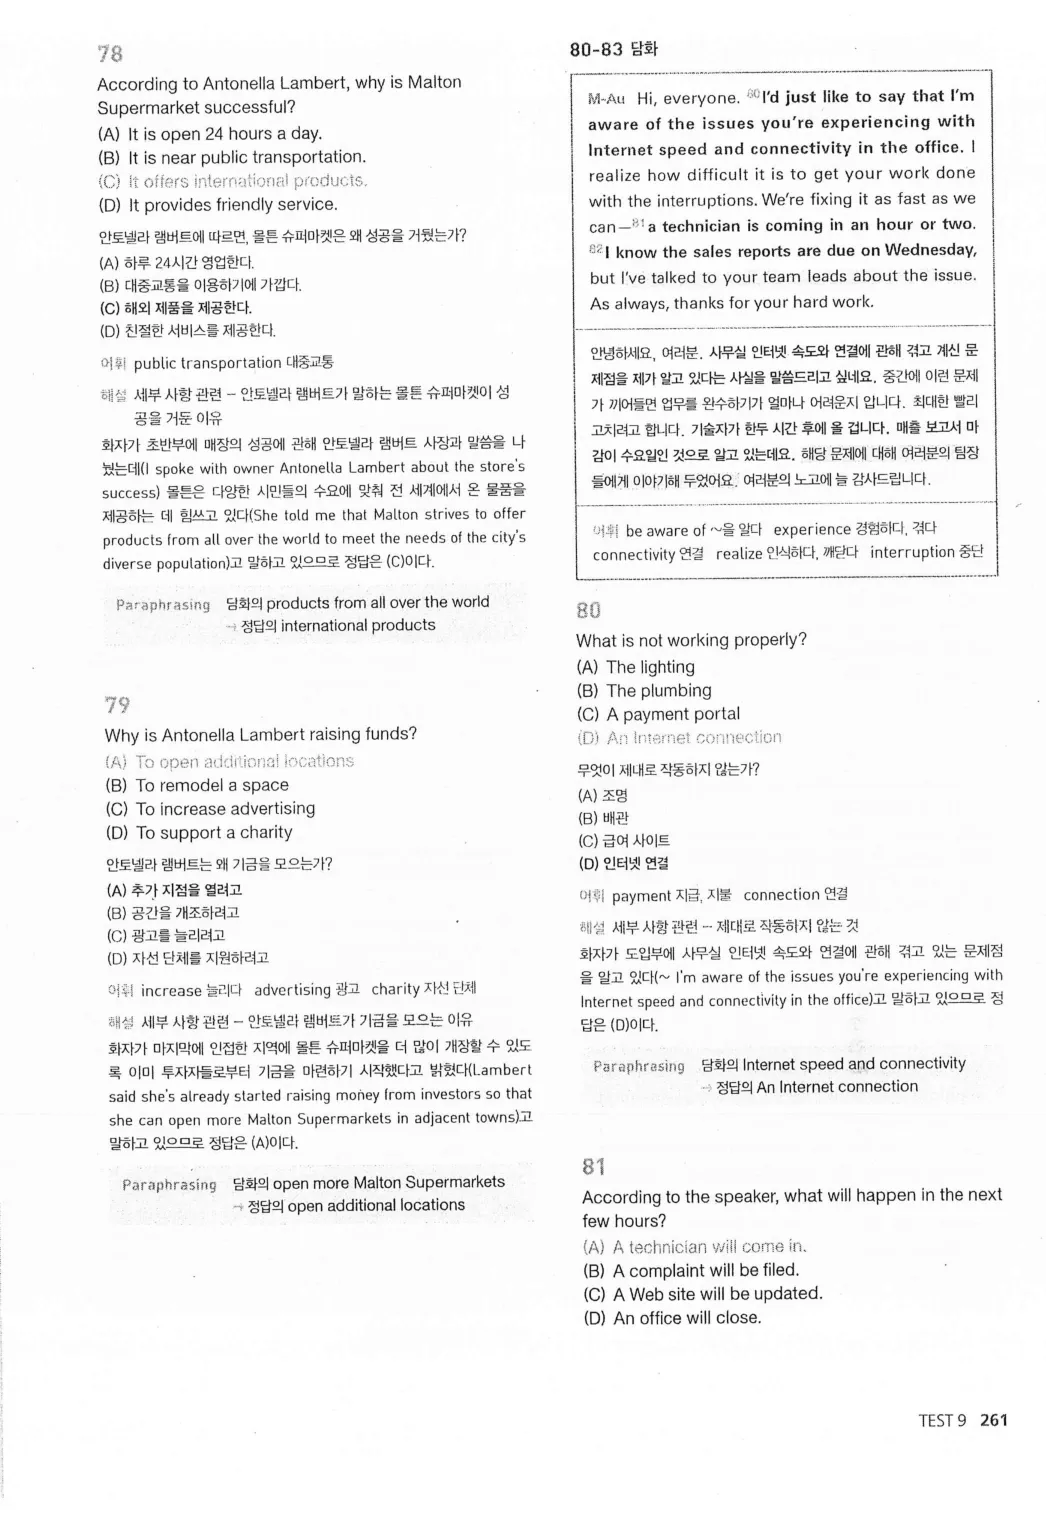 78
According to Antonella Lambert, why is Malton
Supermarket successful?
(A) It is open 24 hours a day.
(B) It is near public transportation.
(C) It offers international products.
(D) It provides friendly service.
안토넬라 램버트에 따르면, 몰튼 슈퍼마켓은 왜 성공을 거뒀는가?
(A) 하루 24시간 영업한다.
(B) 대중교통을 이용하기에 가깝다.
(C) 해외 제품을 제공한다.
(D) 친절한 서비스를 제공한다.
어휘 public transportation 대중교통
해설 세부 사항 관련 – 안토넬라 램버트가 말하는 몰튼 슈퍼마켓이 성
공을 거둔 이유
화자가 초반부에 매장의 성공에 관해 안토넬라 램버트 사장과 말씀을 나
눴는데(I spoke with owner Antonella Lambert about the store's
success) 몰튼은 다양한 시민들의 수요에 맞춰 전 세계에서 온 물품을
제공하는 데 힘쓰고 있다(She told me that Malton strives to offer
products from all over the world to meet the needs of the city's
diverse population)고 말하고 있으므로 정답은 (C)이다.
Paraphrasing 담화의 products from all over the world
→ 정답의 international products
79
Why is Antonella Lambert raising funds?
(A) To open additional locations
(B) To remodel a space
(C) To increase advertising
(D) To support a charity
안토넬라 램버트는 왜 기금을 모으는가?
(A) 추가 지점을 열려고
(B) 공간을 개조하려고
(C) 광고를 늘리려고
(D) 자선 단체를 지원하려고
어휘 increase 늘리다 advertising 광고 charity 자선 단체
해설 세부 사항 관련 – 안토넬라 램버트가 기금을 모으는 이유
화자가 마지막에 인접한 지역에 몰튼 슈퍼마켓을 더 많이 개장할 수 있도
록 이미 투자자들로부터 기금을 마련하기 시작했다고 밝혔다(Lambert
said she's already started raising money from investors so that
she can open more Malton Supermarkets in adjacent towns)고
말하고 있으므로 정답은 (A)이다.
Paraphrasing 담화의 open more Malton Supermarkets
→ 정답의 open additional locations
80-83 담화
M-Au Hi, everyone. 80I'd just like to say that I'm
aware of the issues you're experiencing with
Internet speed and connectivity in the office. I
realize how difficult it is to get your work done
with the interruptions. We're fixing it as fast as we
can—81a technician is coming in an hour or two.
82I know the sales reports are due on Wednesday,
but I've talked to your team leads about the issue.
As always, thanks for your hard work.
안녕하세요, 여러분. 사무실 인터넷 속도와 연결에 관해 겪고 계신 문
제점을 제가 알고 있다는 사실을 말씀드리고 싶네요. 중간에 이런 문제
가 끼어들면 업무를 완수하기가 얼마나 어려운지 압니다. 최대한 빨리
고치려고 합니다. 기술자가 한두 시간 후에 올 겁니다. 매출 보고서 마
감이 수요일인 것으로 알고 있는데요. 해당 문제에 대해 여러분의 팀장
들에게 이야기해 두었어요. 여러분의 노고에 늘 감사드립니다.
어휘 be aware of ~을 알다 experience 경험하다, 겪다
connectivity 연결 realize 인식하다, 깨닫다 interruption 중단
80
What is not working properly?
(A) The lighting
(B) The plumbing
(C) A payment portal
(D) An Internet connection
무엇이 제대로 작동하지 않는가?
(A) 조명
(B) 배관
(C) 급여 사이트
(D) 인터넷 연결
어휘 payment 지급, 지불 connection 연결
해설 세부 사항 관련 – 제대로 작동하지 않는 것
화자가 도입부에 사무실 인터넷 속도와 연결에 관해 겪고 있는 문제점
을 알고 있다(~ I'm aware of the issues you're experiencing with
Internet speed and connectivity in the office)고 말하고 있으므로 정
답은 (D)이다.
Paraphrasing 담화의 Internet speed and connectivity
→ 정답의 An Internet connection
81
According to the speaker, what will happen in the next
few hours?
(A) A technician will come in.
(B) A complaint will be filed.
(C) A Web site will be updated.
(D) An office will close.
TEST 9 261